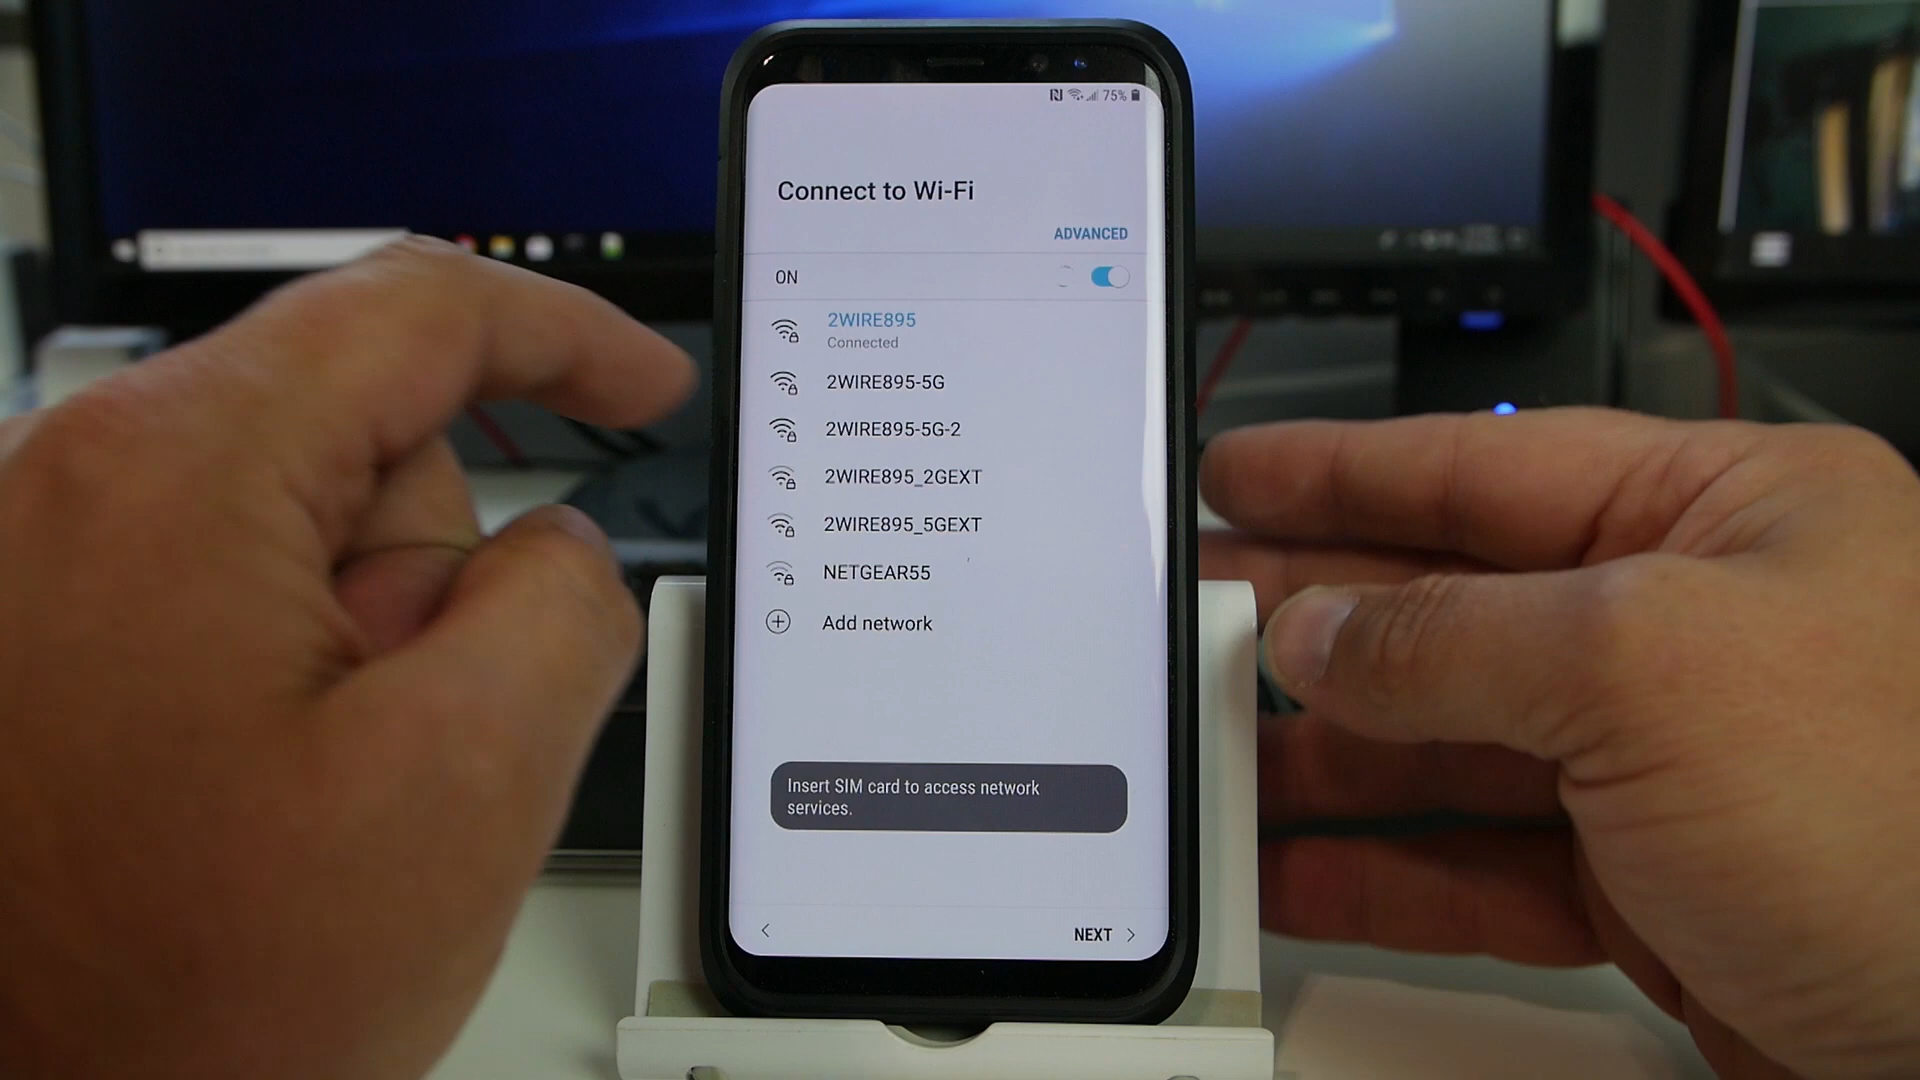 75%
Connect to Wi-Fi
ADVANCED
ON
2WIRE895
Connected
2WIRE895-5G
2WIRE895-5G-2
2WIRE895_2GEXT
2WIRE895_5GEXT
NETGEAR55
Add network
Insert SIM card to access network
services.
NEXT